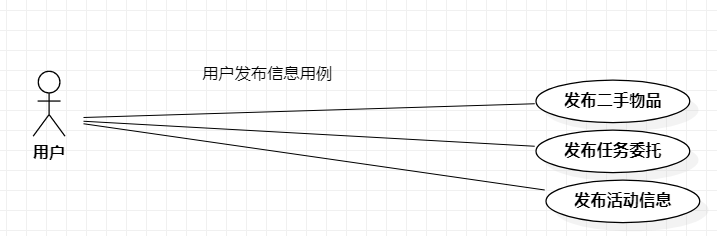 用户发布信息用例
发布二手物品
发布任务委托
用户
发布活动信息